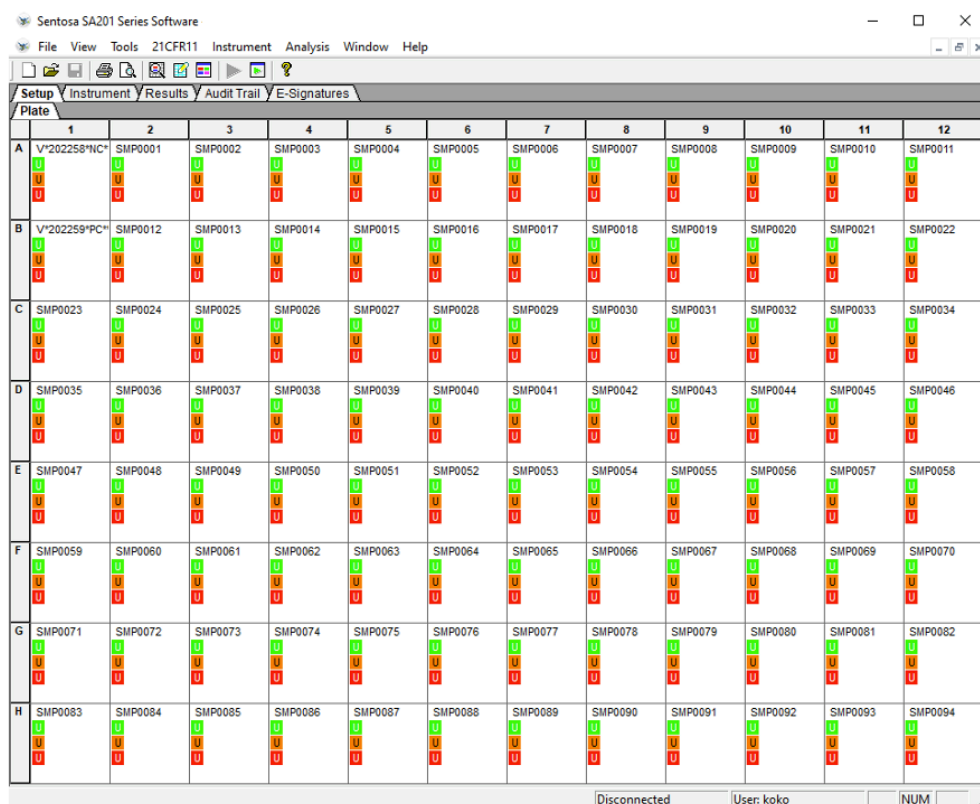 Sentosa SA201 Series Software
File View Tools 21CFR11 Instrument Analysis Window Help
Setup Instrument Results Audit Trail E-Signatures
Plate
1 2 3 4 5 6 7 8 9 10 11 12
A V*202258*NC* SMP0001 SMP0002 SMP0003 SMP0004 SMP0005 SMP0006 SMP0007 SMP0008 SMP0009 SMP0010 SMP0011
U U U U U U U U U U U U
U U U U U U U U U U U U
U U U U U U U U U U U U
B V*202259*PC* SMP0012 SMP0013 SMP0014 SMP0015 SMP0016 SMP0017 SMP0018 SMP0019 SMP0020 SMP0021 SMP0022
U U U U U U U U U U U U
U U U U U U U U U U U U
U U U U U U U U U U U U
C SMP0023 SMP0024 SMP0025 SMP0026 SMP0027 SMP0028 SMP0029 SMP0030 SMP0031 SMP0032 SMP0033 SMP0034
U U U U U U U U U U U U
U U U U U U U U U U U U
U U U U U U U U U U U U
D SMP0035 SMP0036 SMP0037 SMP0038 SMP0039 SMP0040 SMP0041 SMP0042 SMP0043 SMP0044 SMP0045 SMP0046
U U U U U U U U U U U U
U U U U U U U U U U U U
U U U U U U U U U U U U
E SMP0047 SMP0048 SMP0049 SMP0050 SMP0051 SMP0052 SMP0053 SMP0054 SMP0055 SMP0056 SMP0057 SMP0058
U U U U U U U U U U U U
U U U U U U U U U U U U
U U U U U U U U U U U U
F SMP0059 SMP0060 SMP0061 SMP0062 SMP0063 SMP0064 SMP0065 SMP0066 SMP0067 SMP0068 SMP0069 SMP0070
U U U U U U U U U U U U
U U U U U U U U U U U U
U U U U U U U U U U U U
G SMP0071 SMP0072 SMP0073 SMP0074 SMP0075 SMP0076 SMP0077 SMP0078 SMP0079 SMP0080 SMP0081 SMP0082
U U U U U U U U U U U U
U U U U U U U U U U U U
U U U U U U U U U U U U
H SMP0083 SMP0084 SMP0085 SMP0086 SMP0087 SMP0088 SMP0089 SMP0090 SMP0091 SMP0092 SMP0093 SMP0094
U U U U U U U U U U U U
U U U U U U U U U U U U
U U U U U U U U U U U U
Disconnected User: koko NUM